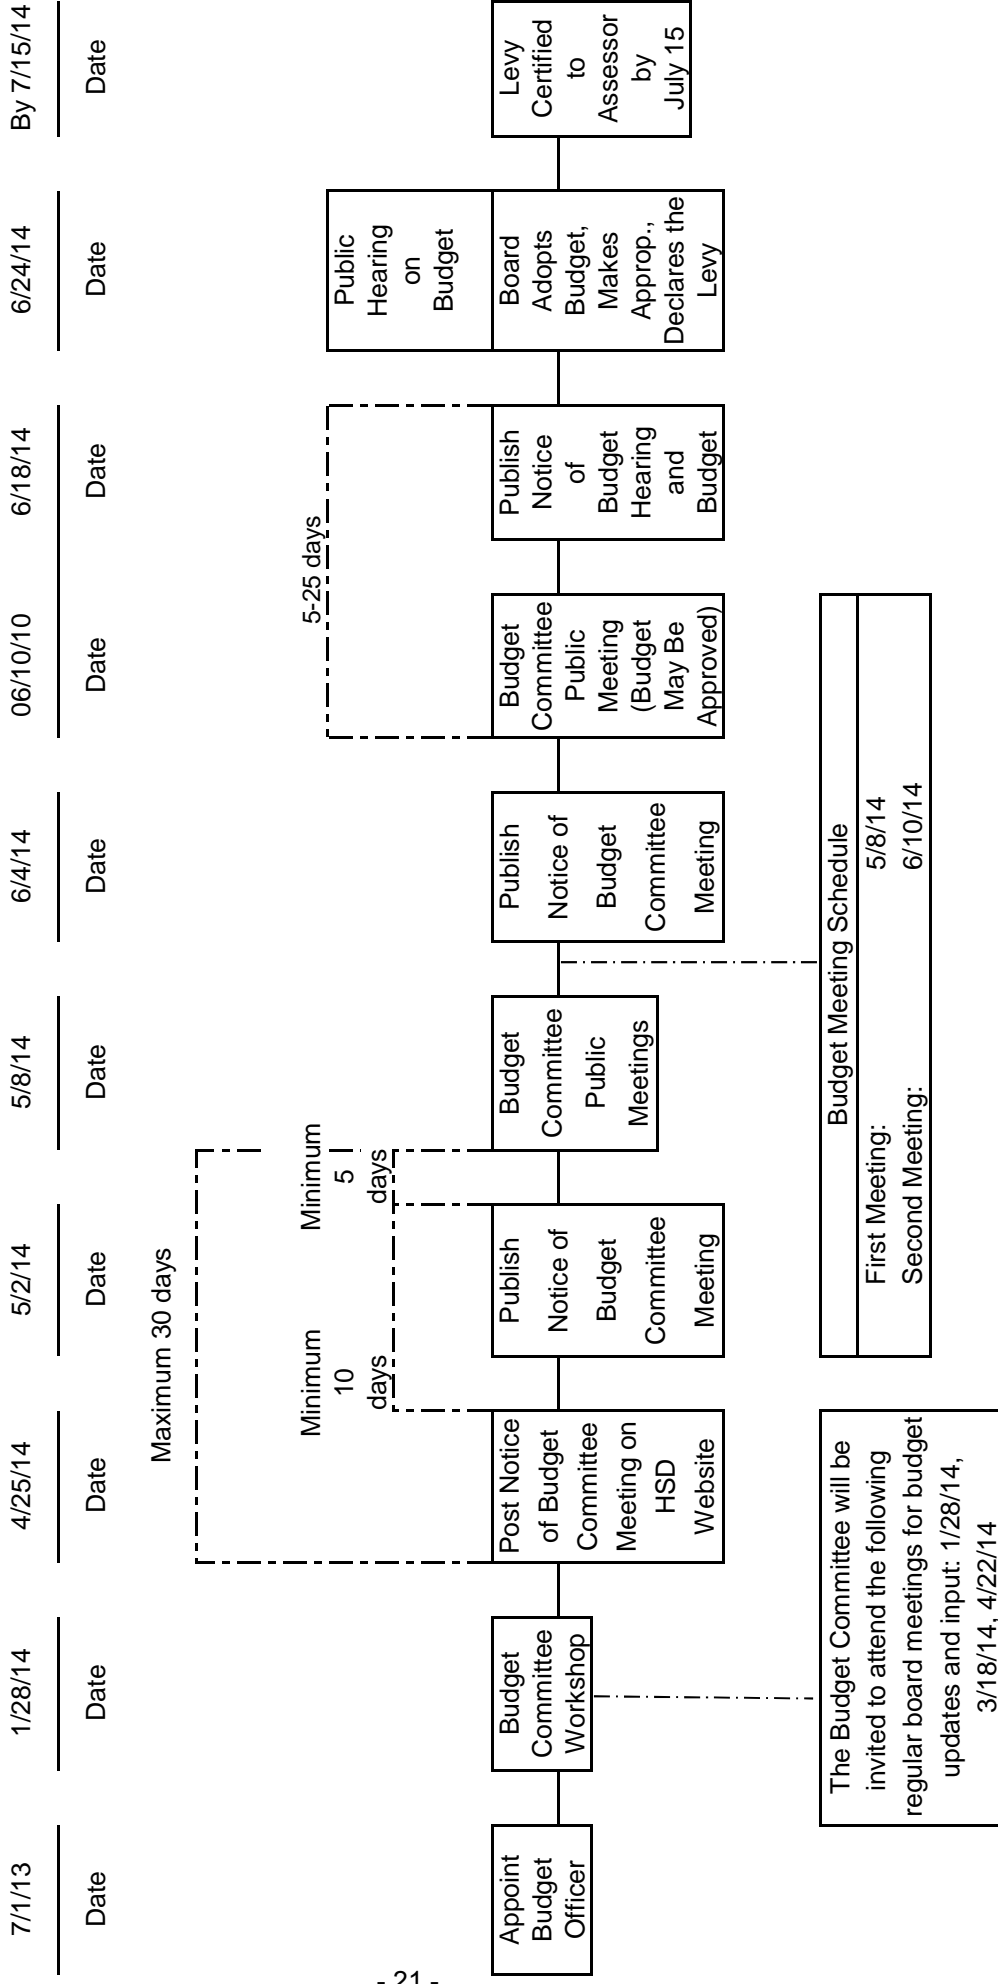 7/1/13
1/28/14
4/25/14
5/2/14
5/8/14
6/4/14
06/10/10
6/18/14
6/24/14
By 7/15/14
Date
Date
Date
Date
Date
Date
Date
Date
Date
Date
Maximum 30 days
Minimum
10
days
Minimum
5
days
5-25 days
Appoint
Budget
Officer
Budget
Committee
Workshop
Post Notice
of Budget
Committee
Meeting on
HSD
Website
Publish
Notice of
Budget
Committee
Meeting
Budget
Committee
Public
Meetings
Publish
Notice of
Budget
Committee
Meeting
Budget
Committee
Public
Meeting
(Budget
May Be
Approved)
Publish
Notice
of
Budget
Hearing
and
Budget
Public
Hearing
on
Budget
Board
Adopts
Budget,
Makes
Approp.,
Declares the
Levy
Levy
Certified
to
Assessor
by
July 15
The Budget Committee will be
invited to attend the following
regular board meetings for budget
updates and input: 1/28/14,
3/18/14, 4/22/14
Budget Meeting Schedule
First Meeting: 5/8/14
Second Meeting: 6/10/14
- 21 -